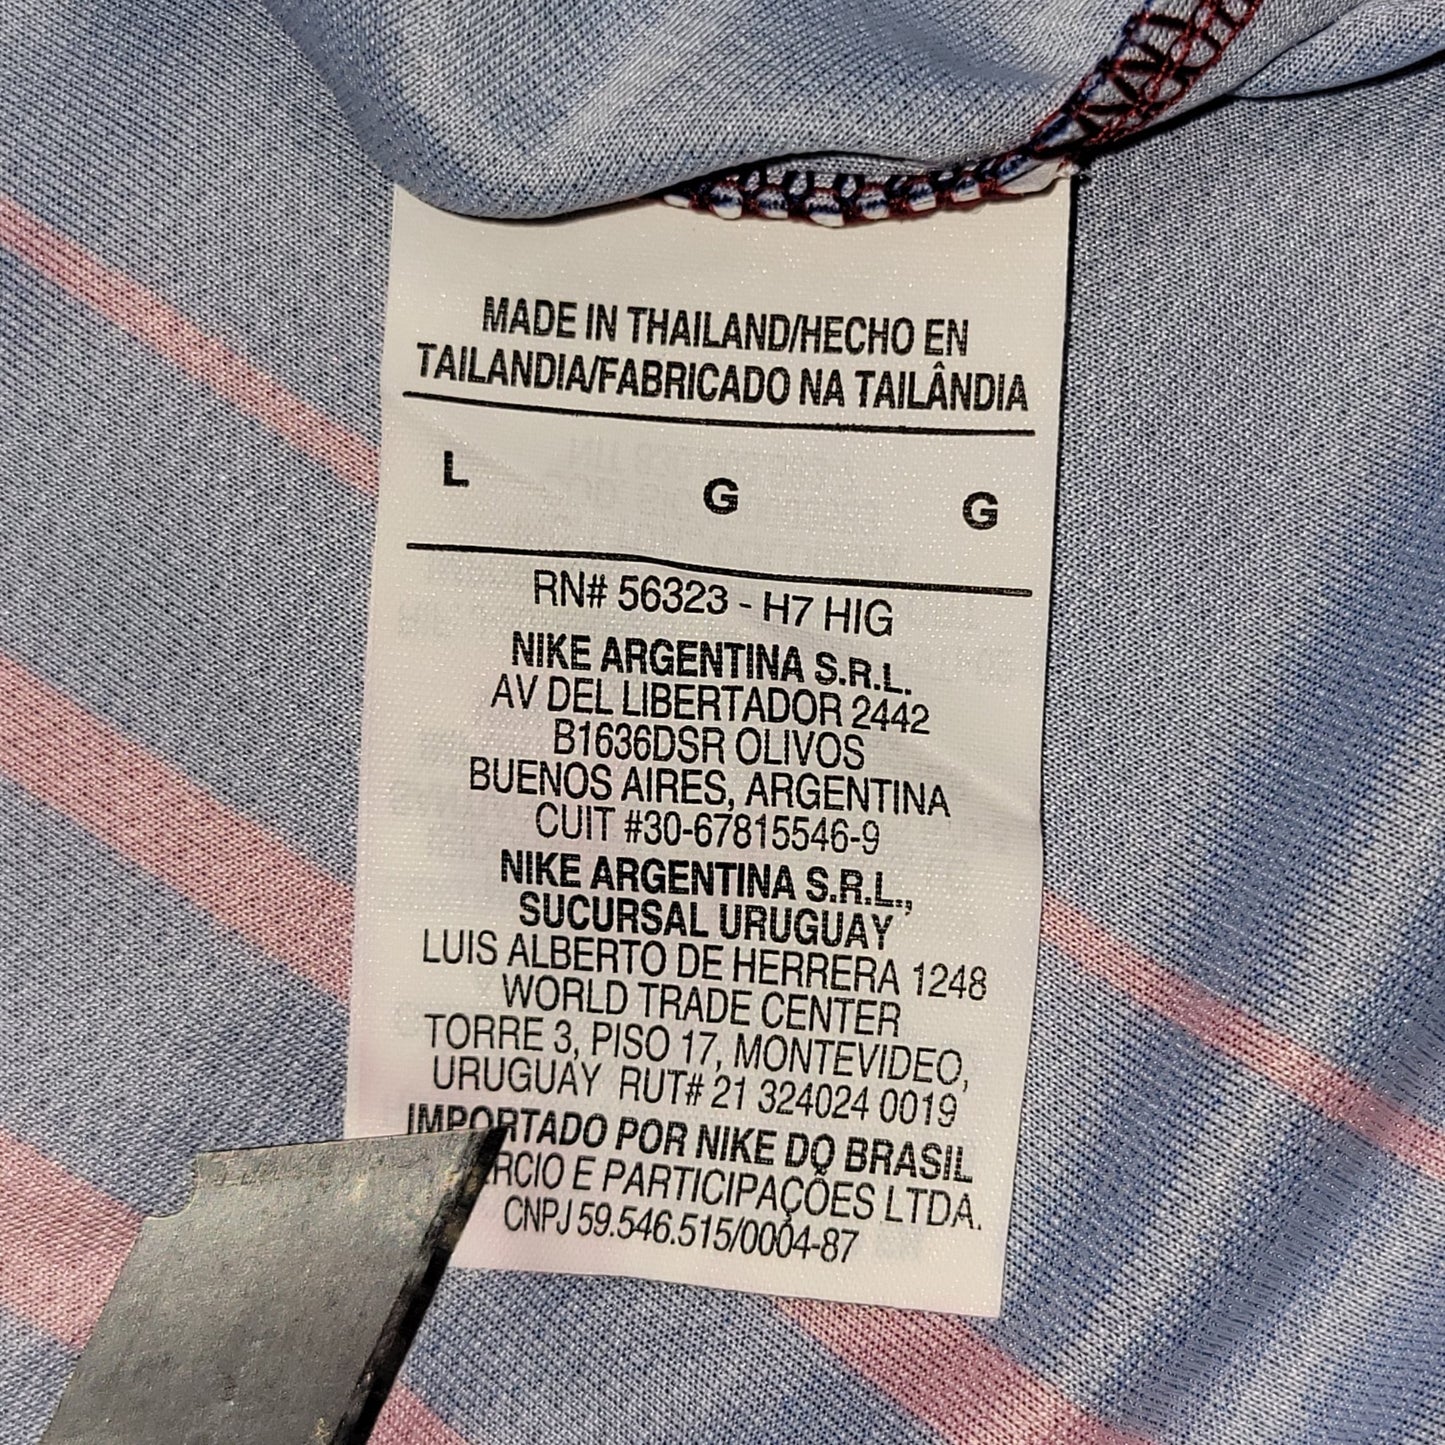 MADE IN THAILAND/HECHO EN
TAILANDIA/FABRICADO NA TAILÂNDIA
L G G
RN# 56323 - H7 HIG
NIKE ARGENTINA S.R.L.
AV DEL LIBERTADOR 2442
B1636DSR OLIVOS
BUENOS AIRES, ARGENTINA
CUIT #30-67815546-9
NIKE ARGENTINA S.R.L.,
SUCURSAL URUGUAY
LUIS ALBERTO DE HERRERA 1248
WORLD TRADE CENTER
TORRE 3, PISO 17, MONTEVIDEO,
URUGUAY RUT# 21 324024 0019
IMPORTADO POR NIKE DO BRASIL
E PARTICIPAÇÕES LTDA.
CNPJ 59.546.515/0004-87